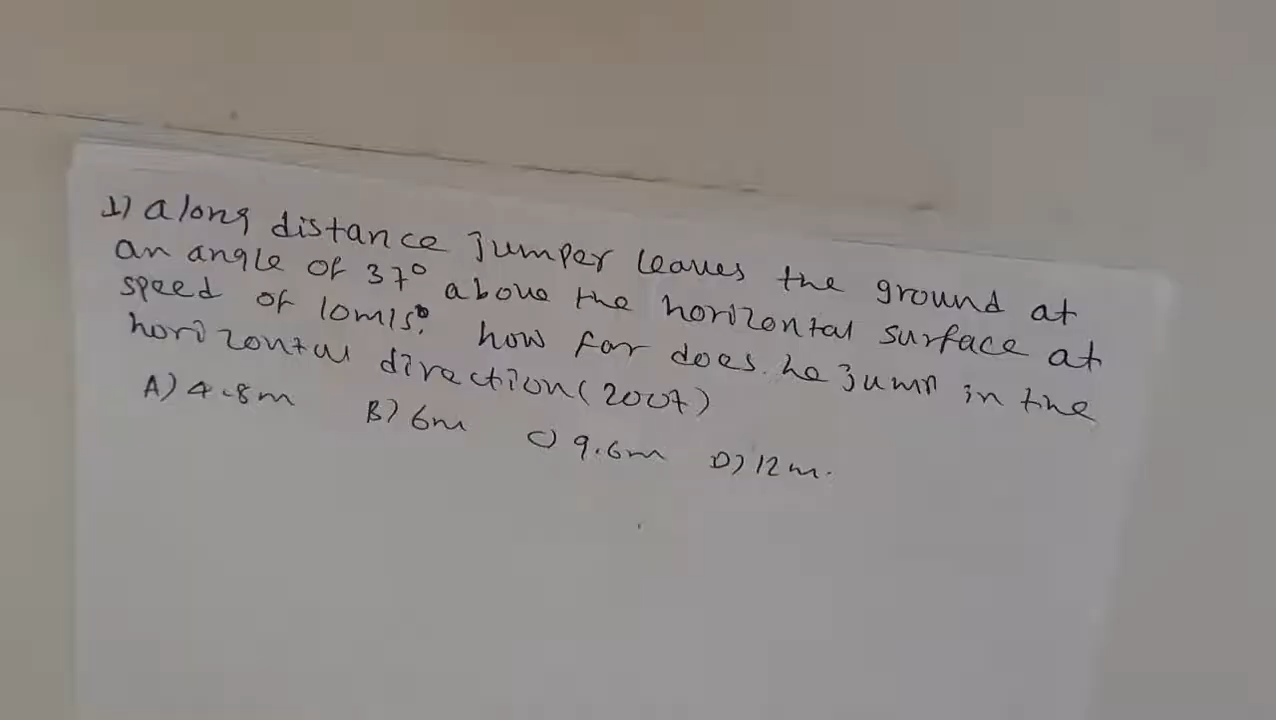 1) a long distance jumper leaves the ground at
an angle of 37° above the horizontal surface at
speed of 10m/s. how far does he jump in the
horizontal direction (2007)
A) 4.8m B) 6m C) 9.6m D) 12m.